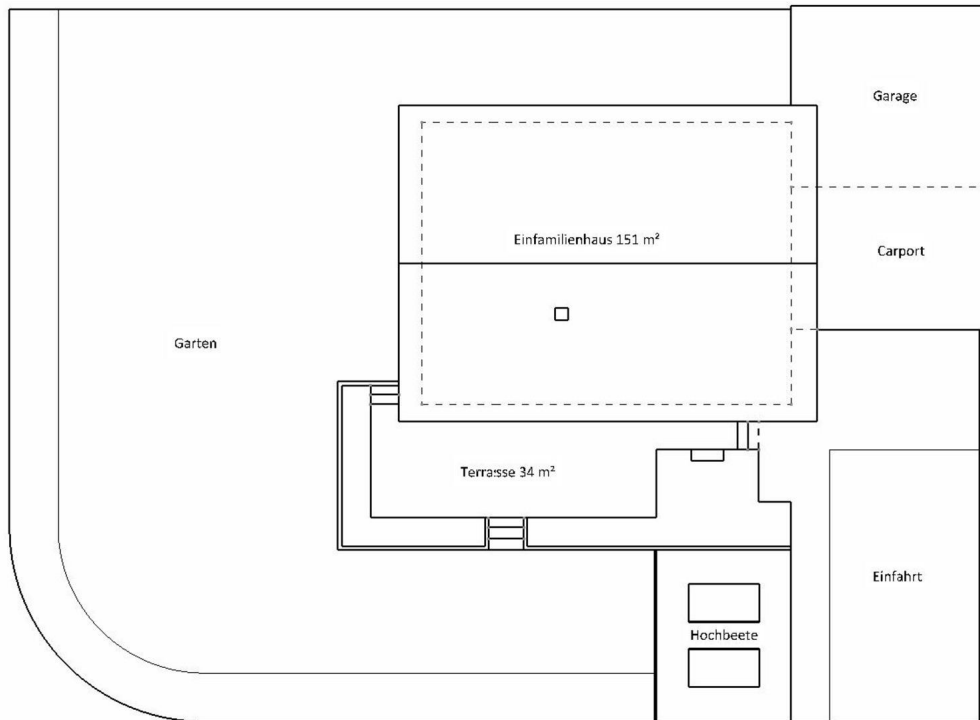 Garage
Einfamilienhaus 151 m²
Carport
Garten
Terrasse 34 m²
Einfahrt
Hochbeete